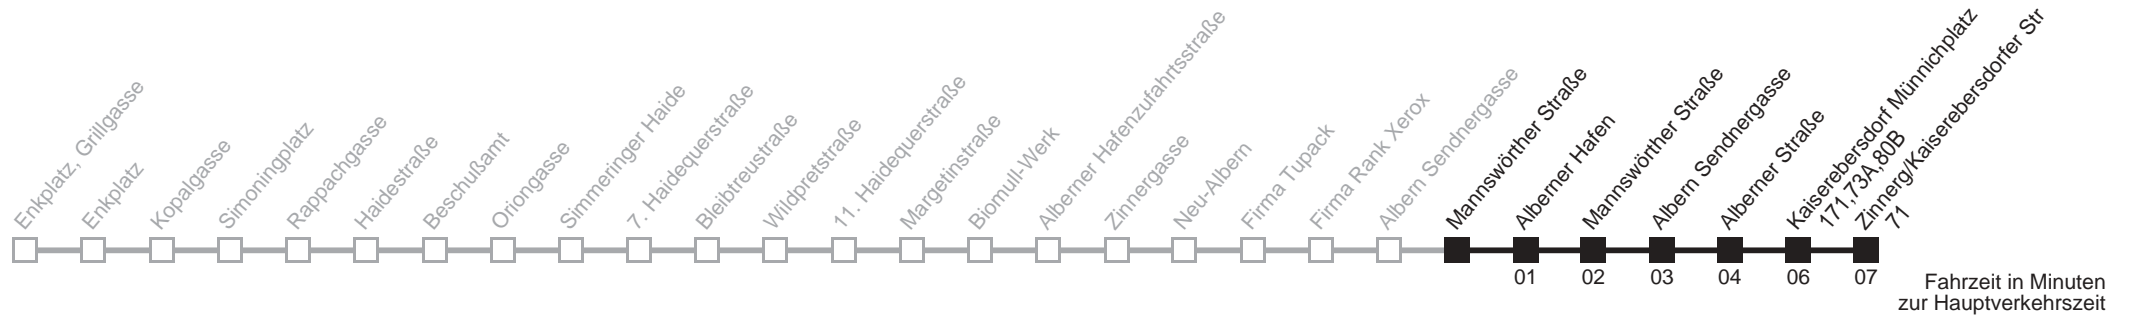 Enkplatz, Grillgasse
Enkplatz
Kopalgasse
Simoningplatz
Rappachgasse
Haidestraße
Beschußamt
Oriongasse
Simmeringer Haide
7. Haidequerstraße
Bleibtreustraße
Wildpretstraße
11. Haidequerstraße
Margetinstraße
Biomull-Werk
Alberner Hafenzufahrtsstraße
Zinnergasse
Neu-Albern
Firma Tupack
Firma Rank Xerox
Albern Sendnergasse
Mannswörther Straße
Alberner Hafen
Mannswörther Straße
Albern Sendnergasse
Alberner Straße
Kaiserebersdorf Münnichplatz
171,73A,80B
Zinnerg/Kaiserebersdorfer Str
71
01
02
03
04
06
07
Fahrzeit in Minuten
zur Hauptverkehrszeit